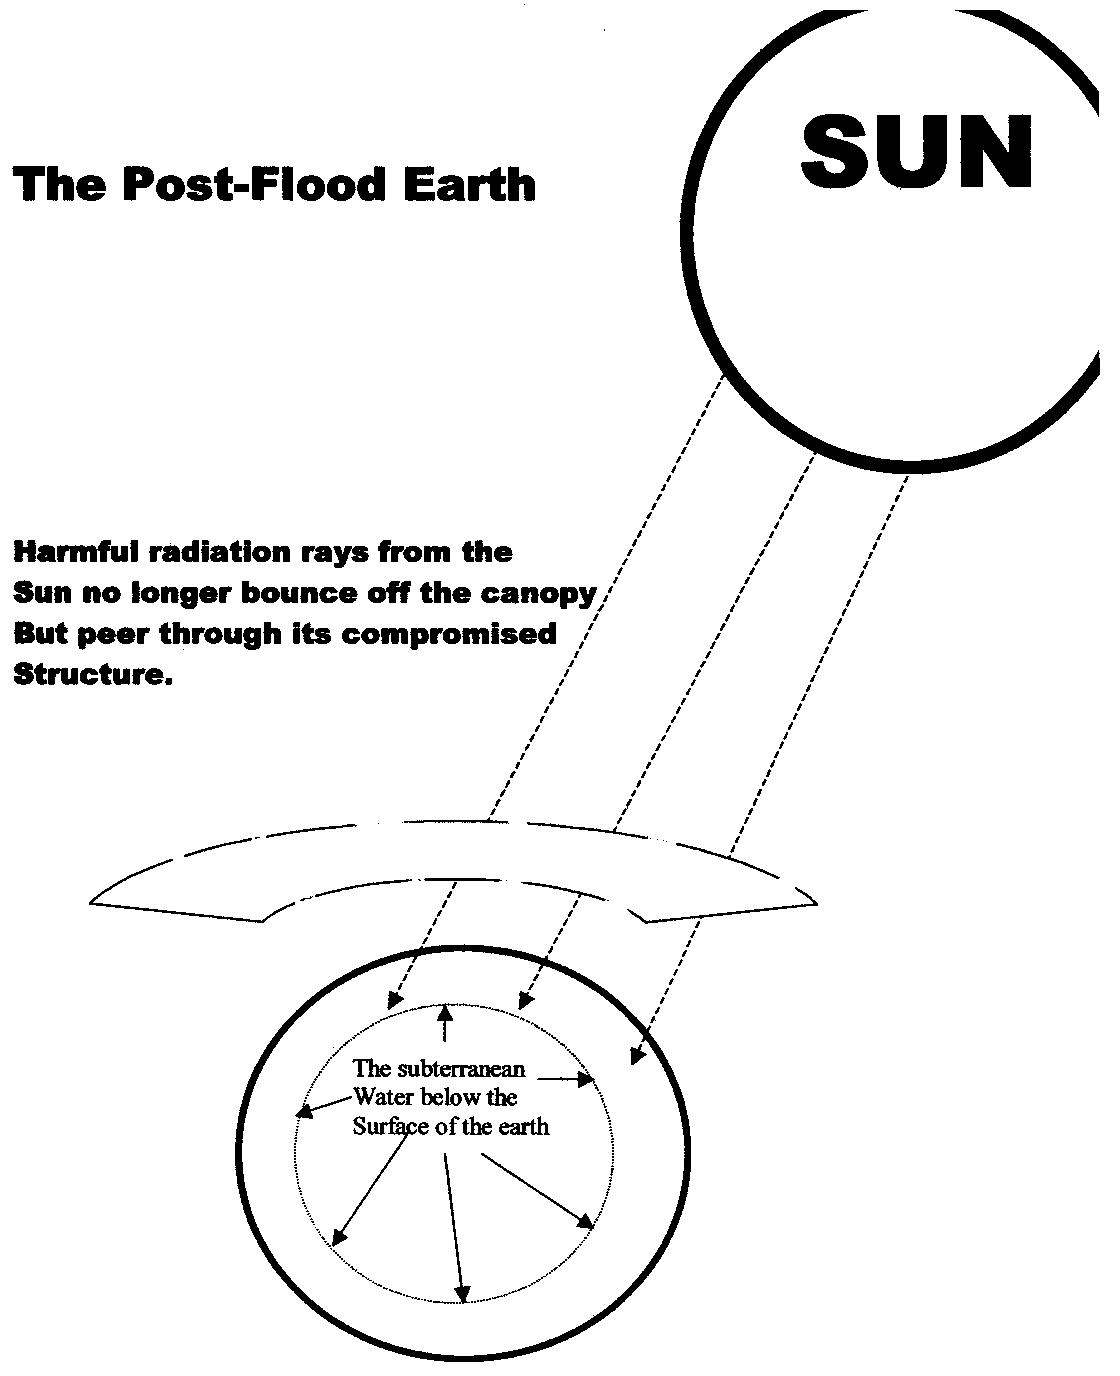 SUN
The Post-Flood Earth
Harmful radiation rays from the
Sun no longer bounce off the canopy
But peer through its compromised
Structure.
The subterranean
Water below the
Surface of the earth